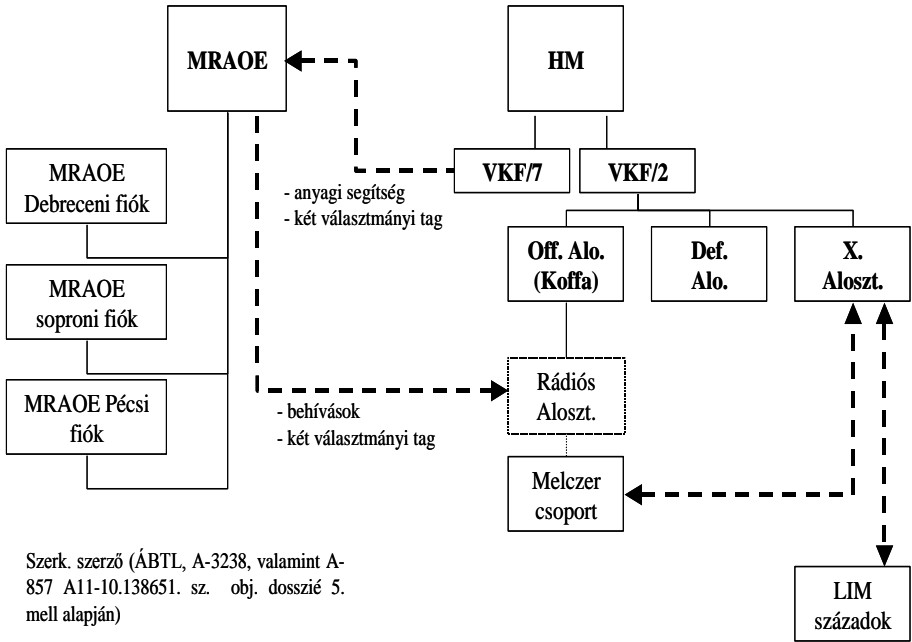 MRAOE
HM
MRAOE
Debreceni fiók
VKF/7
VKF/2
- anyagi segítség
- két választmányi tag
Off. Alo.
(Koffa)
Def.
Alo.
X.
Aloszt.
MRAOE
soproni fiók
MRAOE Pécsi
fiók
Rádiós
Aloszt.
- behívások
- két választmányi tag
Melczer
csoport
Szerk. szerző (ÁBTL, A-3238, valamint A-
857 A11-10.138651. sz. obj. dosszié 5.
mell alapján)
LIM
századok